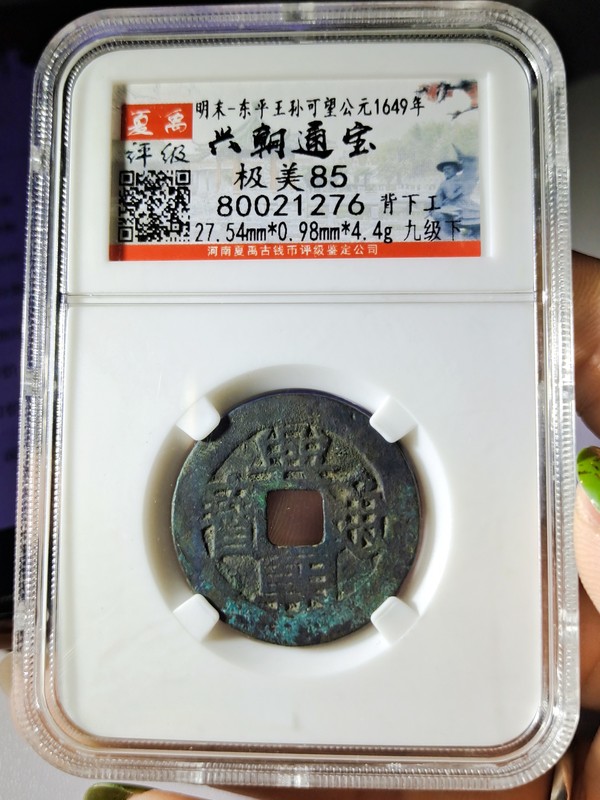 明末-东平王孙可望公元1649年
夏禹
评级
兴朝通宝
极美85
80021276 背下工
27.54mm*0.98mm*4.4g 九级下
河南夏禹古钱币评级鉴定公司
興朝通寶